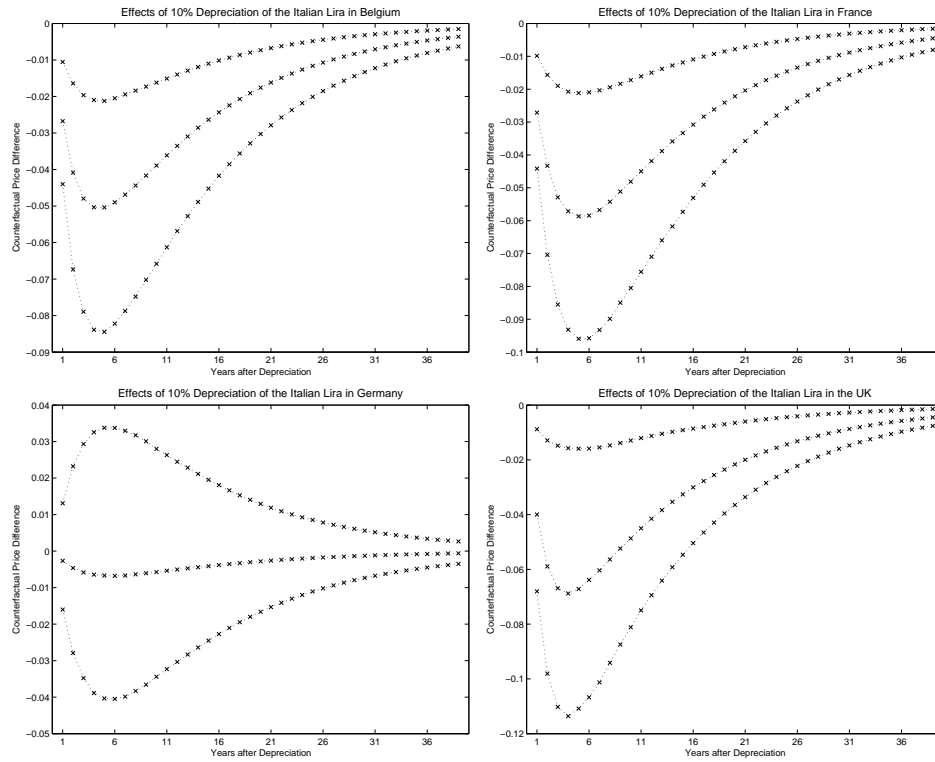 Effects of 10% Depreciation of the Italian Lira in Belgium
0
−0.01
−0.02
−0.03
−0.04
−0.05
−0.06
−0.07
−0.08
−0.09
Counterfactual Price Difference
1 6 11 16 21 26 31 36
Years after Depreciation
Effects of 10% Depreciation of the Italian Lira in France
0
−0.01
−0.02
−0.03
−0.04
−0.05
−0.06
−0.07
−0.08
−0.09
−0.1
Counterfactual Price Difference
1 6 11 16 21 26 31 36
Years after Depreciation
Effects of 10% Depreciation of the Italian Lira in Germany
0.04
0.03
0.02
0.01
0
−0.01
−0.02
−0.03
−0.04
−0.05
Counterfactual Price Difference
1 6 11 16 21 26 31 36
Years after Depreciation
Effects of 10% Depreciation of the Italian Lira in the UK
0
−0.02
−0.04
−0.06
−0.08
−0.1
−0.12
Counterfactual Price Difference
1 6 11 16 21 26 31 36
Years after Depreciation